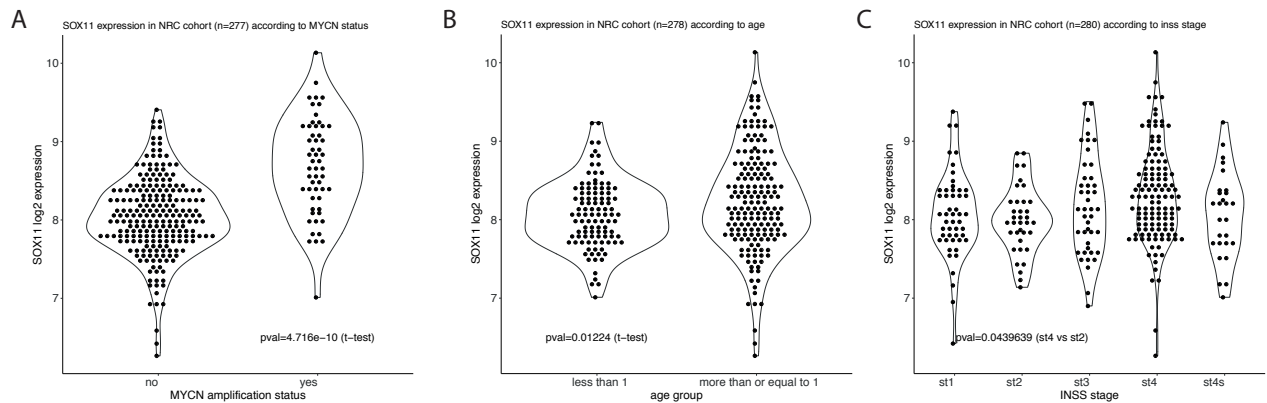 A
SOX11 expression in NRC cohort (n=277) according to MYCN status
SOX11 log2 expression
10
9
8
7
pval=4.716e−10 (t−test)
no
yes
MYCN amplification status
B
SOX11 expression in NRC cohort (n=278) according to age
SOX11 log2 expression
10
9
8
7
pval=0.01224 (t−test)
less than 1
more than or equal to 1
age group
C
SOX11 expression in NRC cohort (n=280) according to inss stage
SOX11 log2 expression
10
9
8
7
pval=0.0439639 (st4 vs st2)
st1
st2
st3
st4
st4s
INSS stage